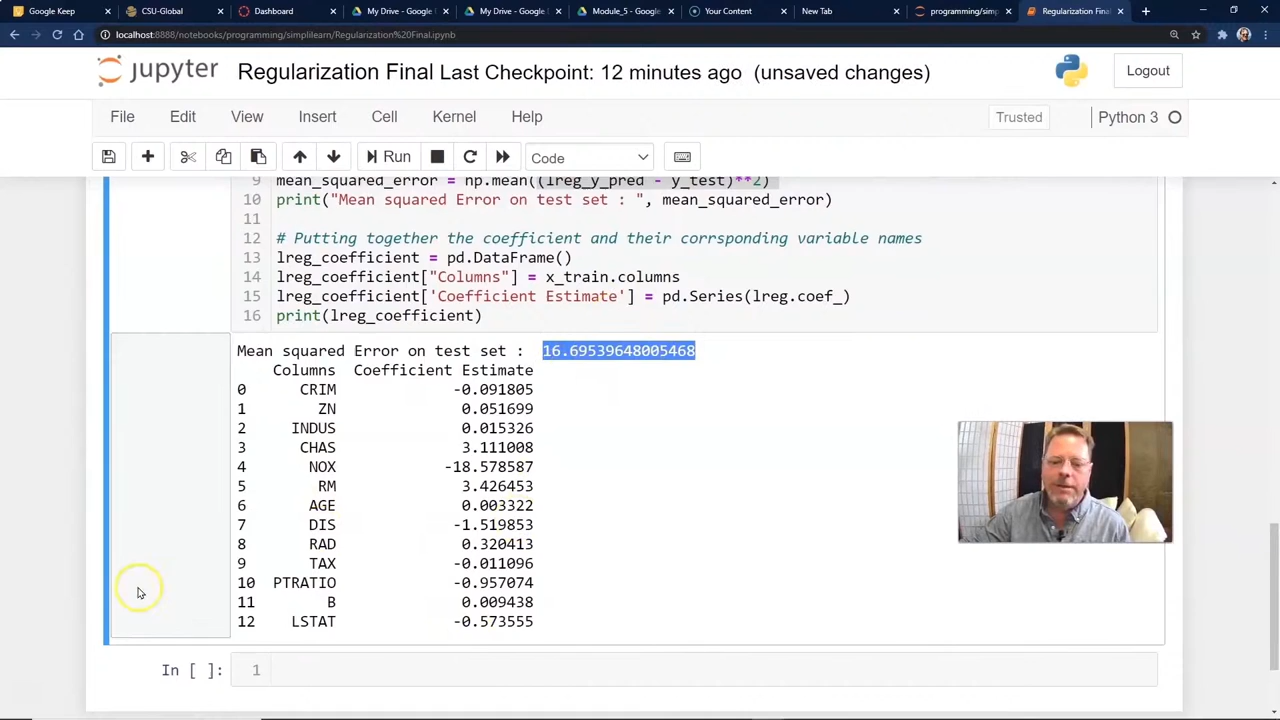 Google Keep
CSU-Global
Dashboard
My Drive - Google
My Drive - Google
Module_5 - Google
Your Content
New Tab
programming/simp
Regularization Final
localhost:8888/notebooks/programming/simplilearn/Regularization%20Final.ipynb
jupyter Regularization Final Last Checkpoint: 12 minutes ago (unsaved changes)
Logout
File Edit View Insert Cell Kernel Help
Trusted
Python 3
Run
Code
9 mean_squared_error = np.mean((lreg_y_pred - y_test)**2)
10 print("Mean squared Error on test set : ", mean_squared_error)
11
12 # Putting together the coefficient and their corrsponding variable names
13 lreg_coefficient = pd.DataFrame()
14 lreg_coefficient["Columns"] = x_train.columns
15 lreg_coefficient['Coefficient Estimate'] = pd.Series(lreg.coef_)
16 print(lreg_coefficient)
Mean squared Error on test set : 16.69539648005468
Columns Coefficient Estimate
0 CRIM -0.091805
1 ZN 0.051699
2 INDUS 0.015326
3 CHAS 3.111008
4 NOX -18.578587
5 RM 3.426453
6 AGE 0.003322
7 DIS -1.519853
8 RAD 0.320413
9 TAX -0.011096
10 PTRATIO -0.957074
11 B 0.009438
12 LSTAT -0.573555
In [ ]: 1